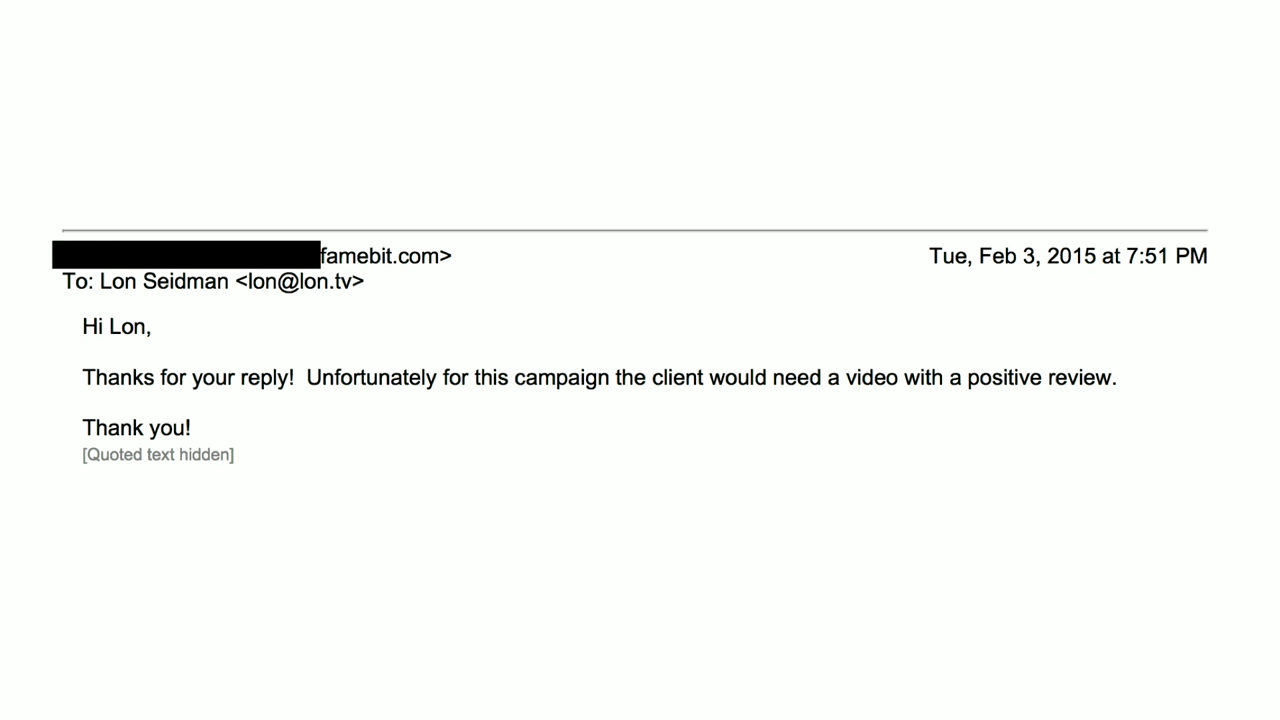 famebit.com>
Tue, Feb 3, 2015 at 7:51 PM
To: Lon Seidman <lon@lon.tv>
Hi Lon,
Thanks for your reply!  Unfortunately for this campaign the client would need a video with a positive review.
Thank you!
[Quoted text hidden]